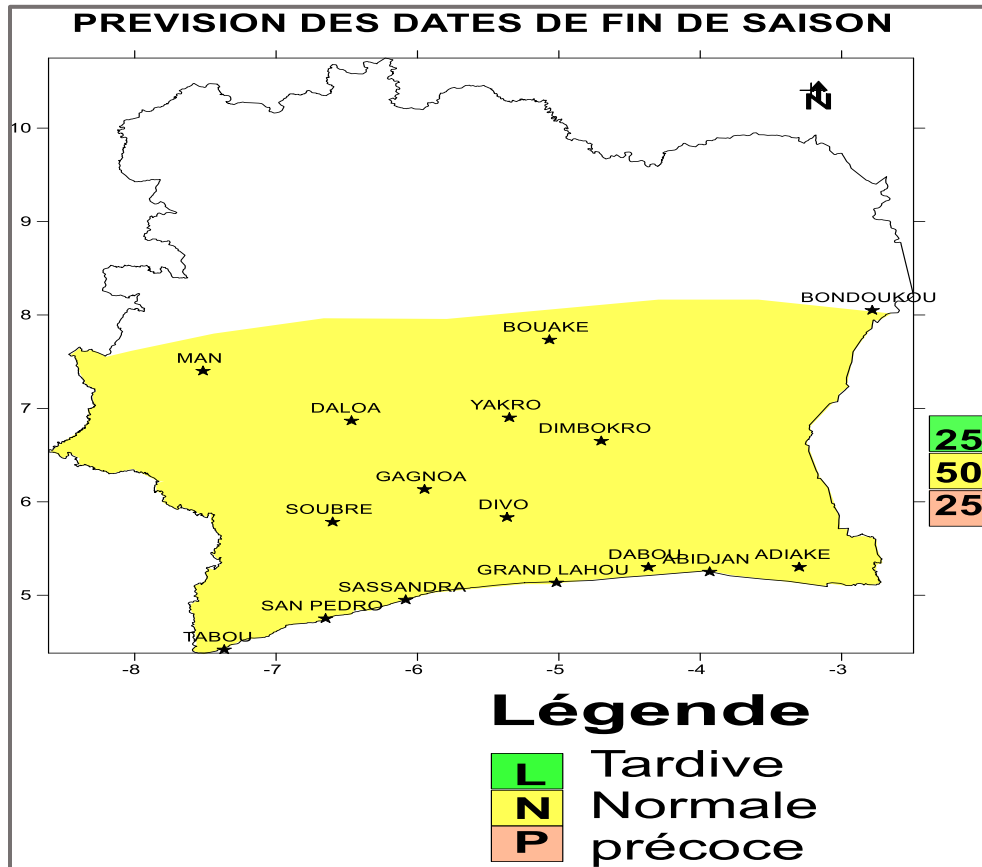 PREVISION DES DATES DE FIN DE SAISON
N
10
9
BONDOUKOU
8
BOUAKE
MAN
7
DALOA
YAKRO
DIMBOKRO
25
50
25
GAGNOA
6
SOUBRE
DIVO
DABOU
ABIDJAN
ADIAKE
GRAND LAHOU
5
SASSANDRA
SAN PEDRO
TABOU
-8 -7 -6 -5 -4 -3
Légende
L Tardive
N Normale
P précoce